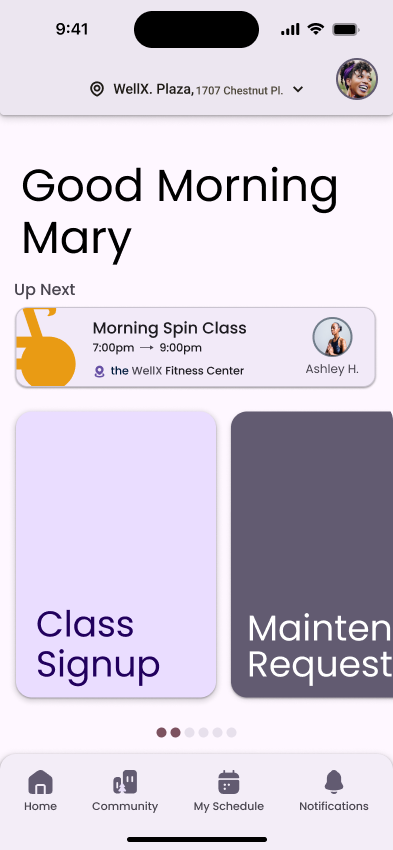 9:41
WellX. Plaza, 1707 Chestnut Pl.
Good Morning
Mary
Up Next
Morning Spin Class
7:00pm → 9:00pm
the WellX Fitness Center
Ashley H.
Class
Signup
Mainten
Request
Home
Community
My Schedule
Notifications